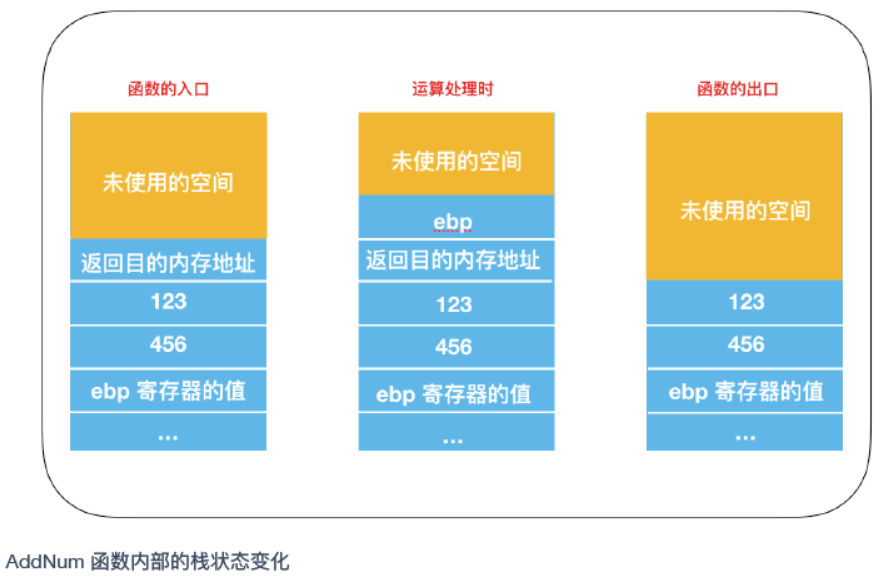 函数的入口
运算处理时
函数的出口
未使用的空间
返回目的内存地址
123
456
ebp 寄存器的值
...
未使用的空间
ebp
返回目的内存地址
123
456
ebp 寄存器的值
...
未使用的空间
123
456
ebp 寄存器的值
...
AddNum 函数内部的栈状态变化